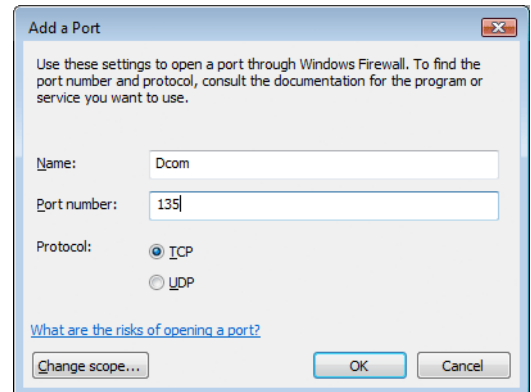 Add a Port
Use these settings to open a port through Windows Firewall. To find the
port number and protocol, consult the documentation for the program or
service you want to use.
Name: Dcom
Port number: 135
Protocol: TCP
UDP
What are the risks of opening a port?
Change scope... OK Cancel